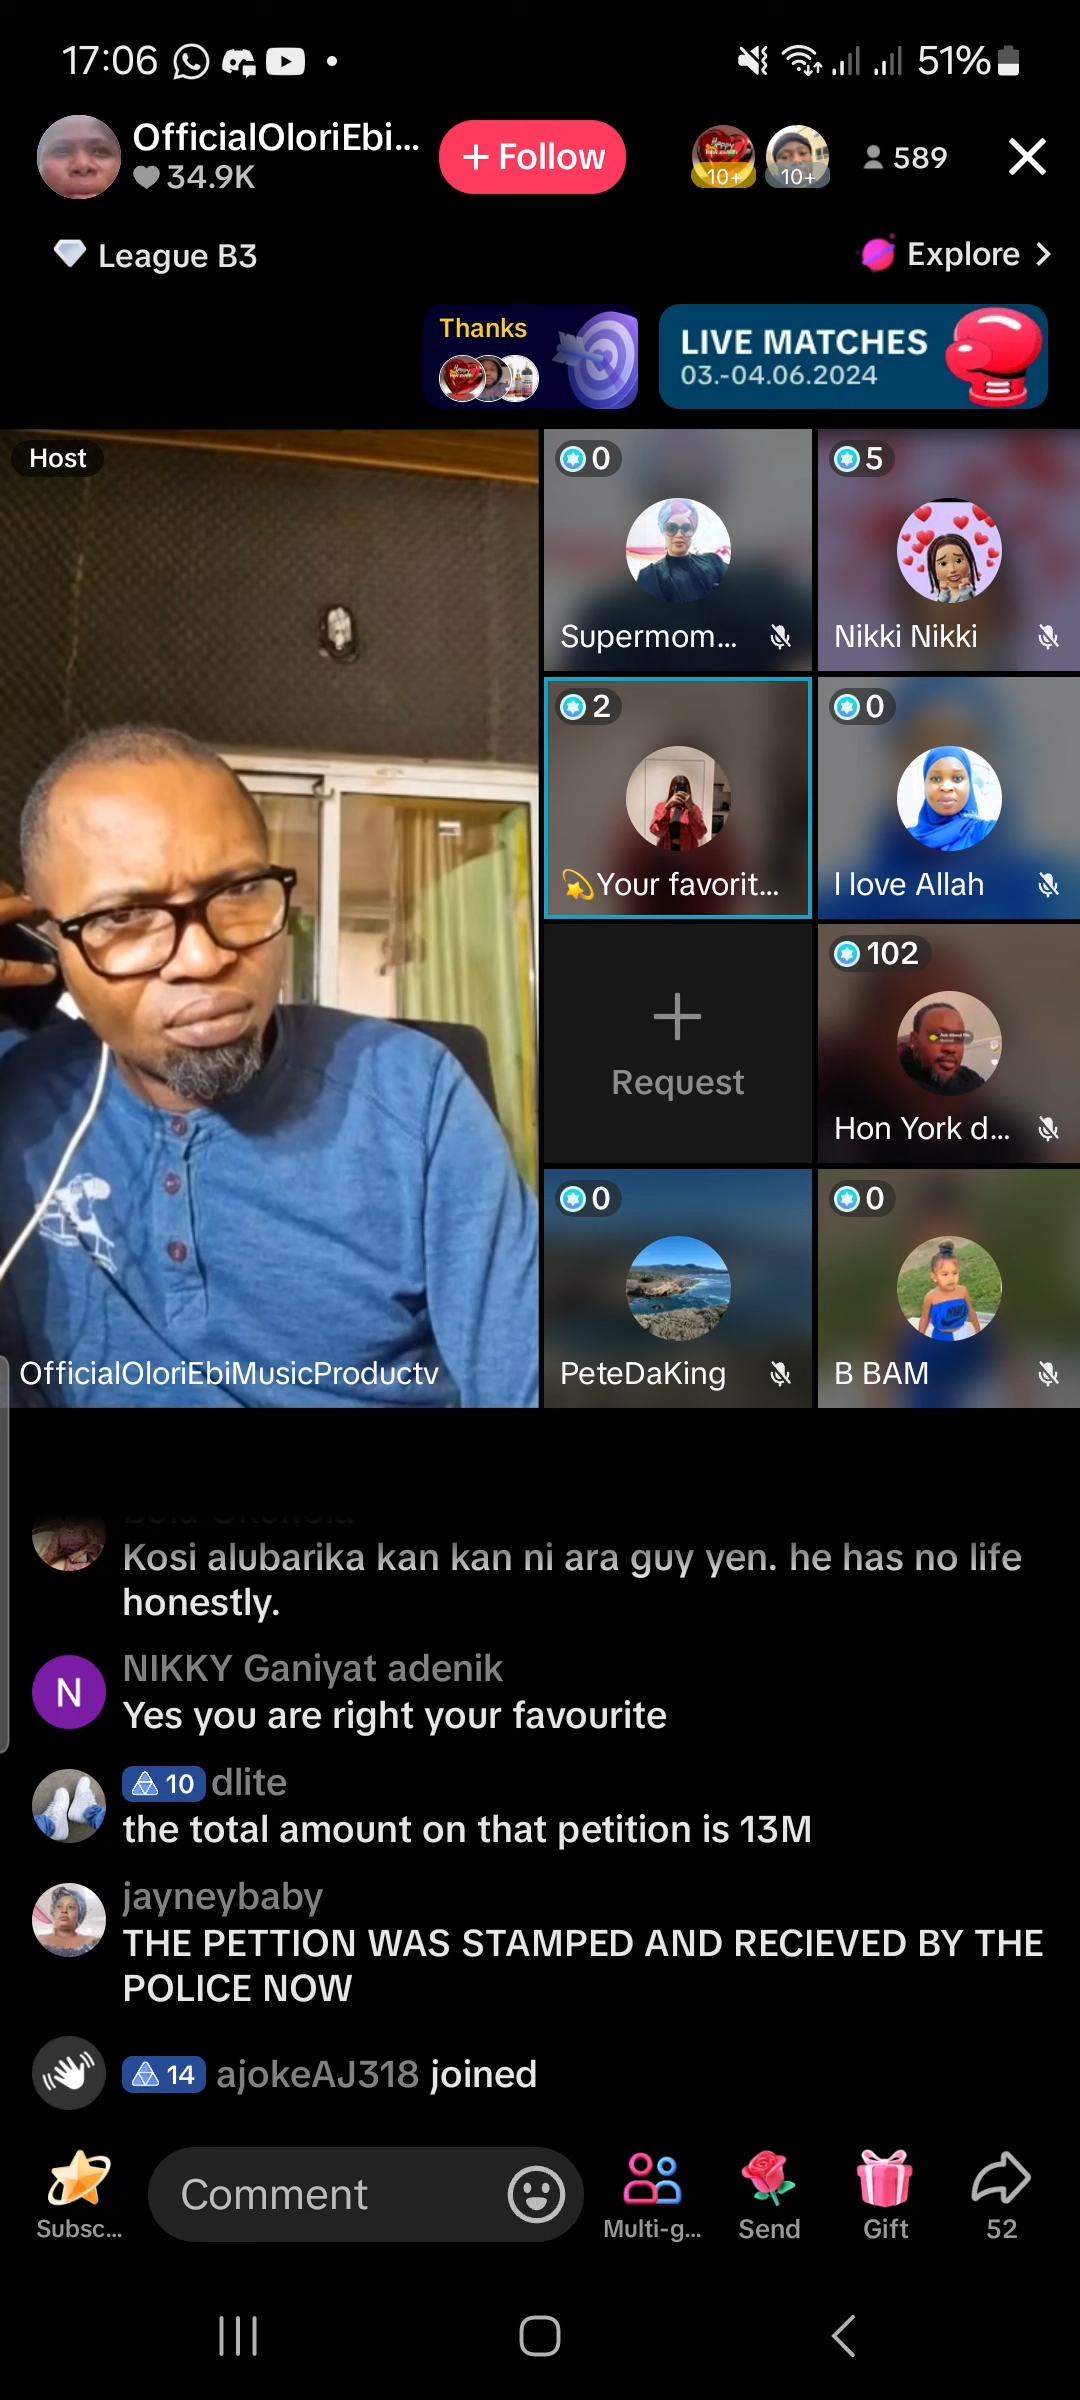 17:06
51%
OfficialOloriEbi...
34.9K
+ Follow
10+
10+
589
League B3
Explore
Thanks
LIVE MATCHES
03.-04.06.2024
Host
0
5
Supermom...
Nikki Nikki
2
0
💫Your favorit...
I love Allah
102
Request
Hon York d...
0
0
OfficialOloriEbiMusicProductv
PeteDaKing
B BAM
Kosi alubarika kan kan ni ara guy yen. he has no life
honestly.
N
NIKKY Ganiyat adenik
Yes you are right your favourite
10 dlite
the total amount on that petition is 13M
jayneybaby
THE PETTION WAS STAMPED AND RECIEVED BY THE
POLICE NOW
14 ajokeAJ318 joined
Subsc...
Comment
Multi-g...
Send
Gift
52